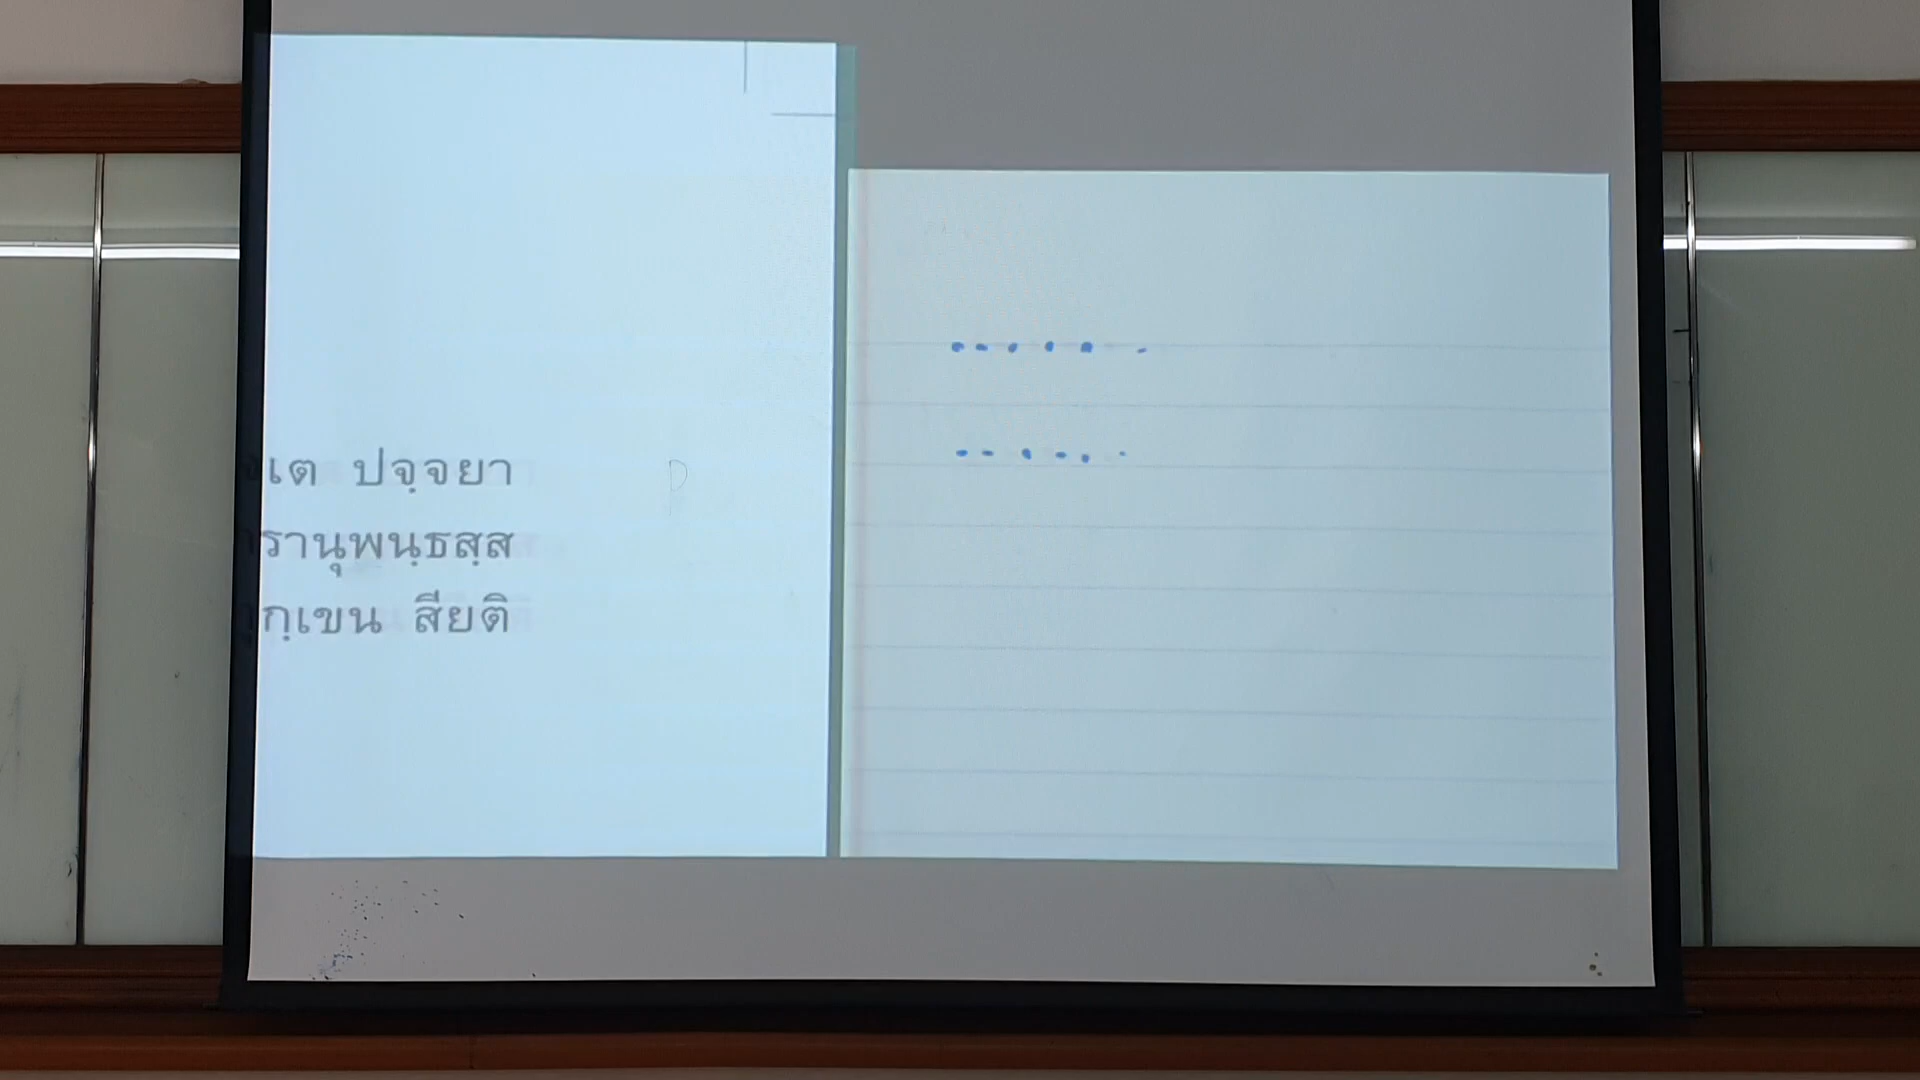 เต ปจฺจยา
รานุพนฺธสฺส
กฺเขน สียติ